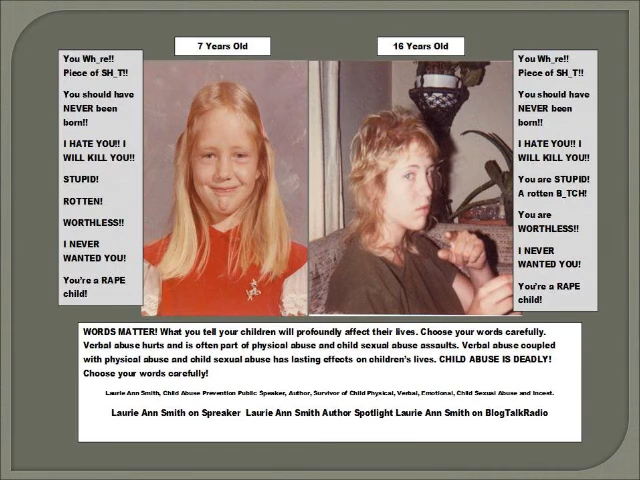 7 Years Old
16 Years Old
You Wh_re!!
Piece of SH_T!!
You should have
NEVER been
born!!
I HATE YOU!! I
WILL KILL YOU!!
STUPID!
ROTTEN!
WORTHLESS!!
I NEVER
WANTED YOU!
You're a RAPE
child!
You Wh_re!!
Piece of SH_T!!
You should have
NEVER been
born!!
I HATE YOU!! I
WILL KILL YOU!!
You are STUPID!
A rotten B_TCH!
You are
WORTHLESS!!
I NEVER
WANTED YOU!
You're a RAPE
child!
WORDS MATTER! What you tell your children will profoundly affect their lives. Choose your words carefully.
Verbal abuse hurts and is often part of physical abuse and child sexual abuse assaults. Verbal abuse coupled
with physical abuse and child sexual abuse has lasting effects on children's lives. CHILD ABUSE IS DEADLY!
Choose your words carefully!
Laurie Ann Smith, Child Abuse Prevention Public Speaker, Author, Survivor of Child Physical, Verbal, Emotional, Child Sexual Abuse and Incest.
Laurie Ann Smith on Spreaker Laurie Ann Smith Author Spotlight Laurie Ann Smith on BlogTalkRadio